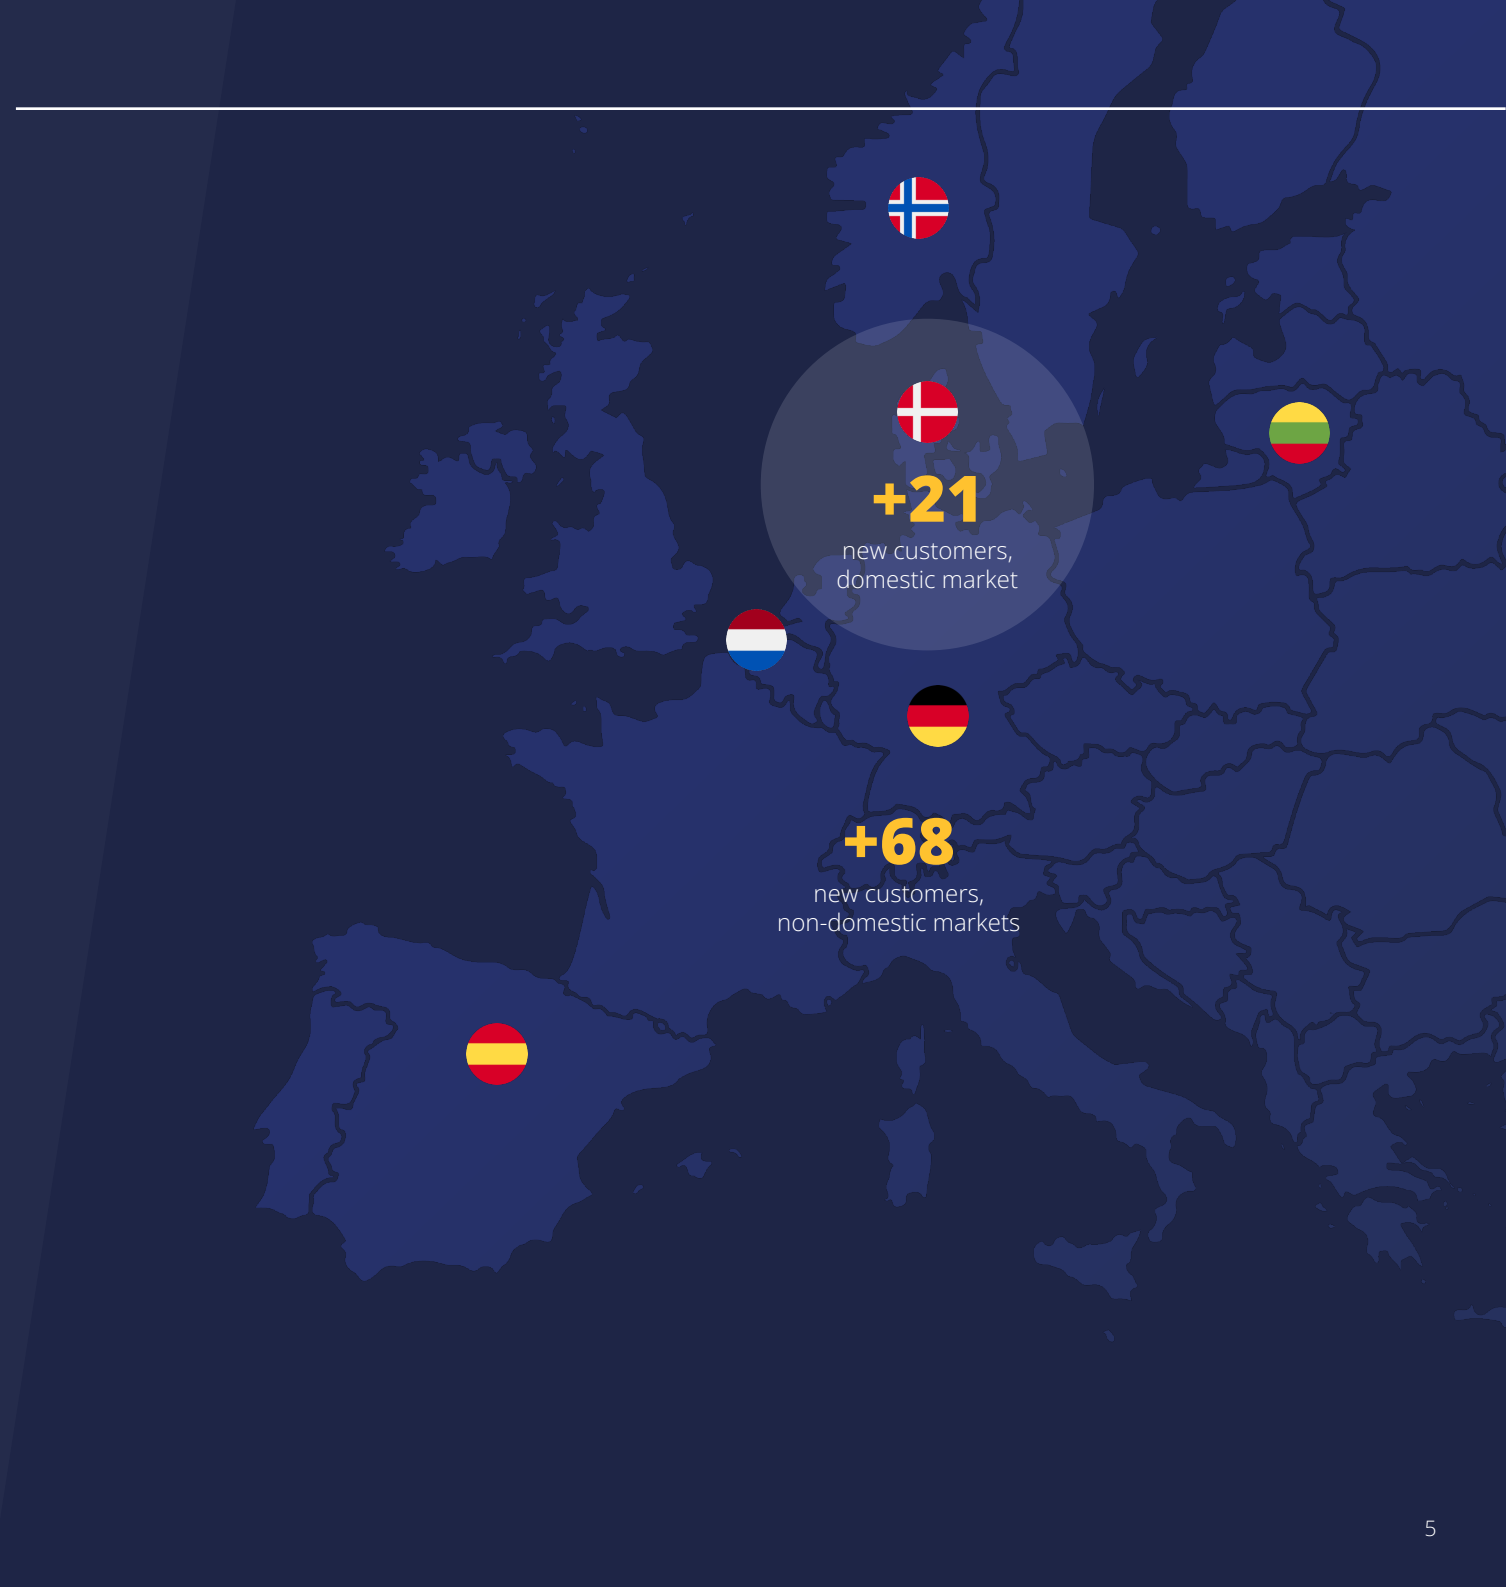 +21
new customers,
domestic market
+68
new customers,
non-domestic markets
5